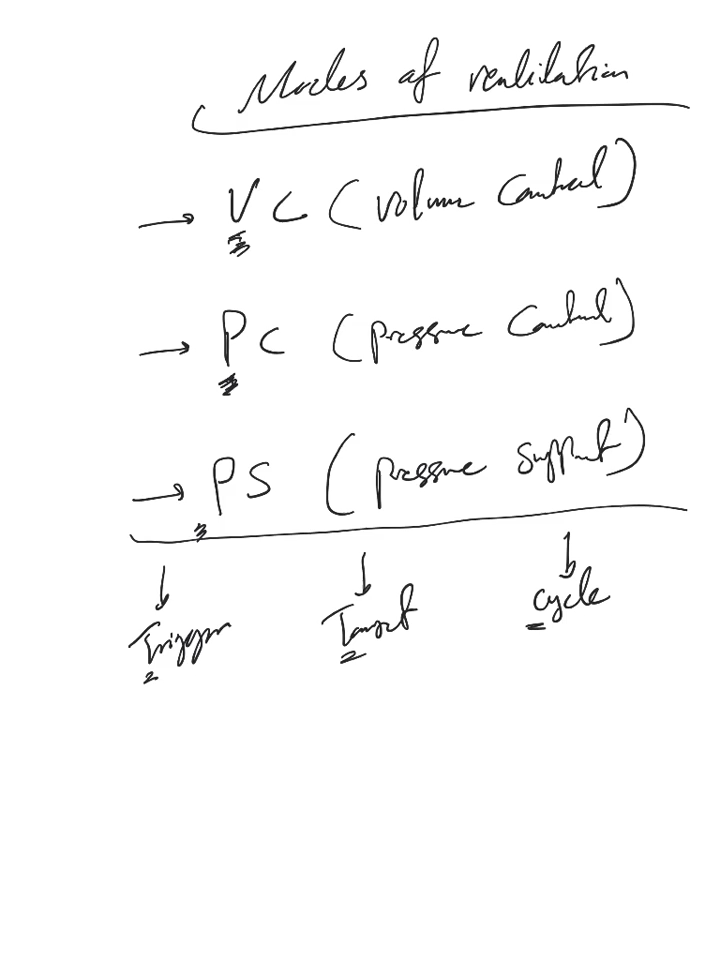 Modes of ventilation
→ VC (Volume Control)
→ PC (pressure Control)
→ PS (pressure support)
↓ ↓ ↓
Trigger Target cycle